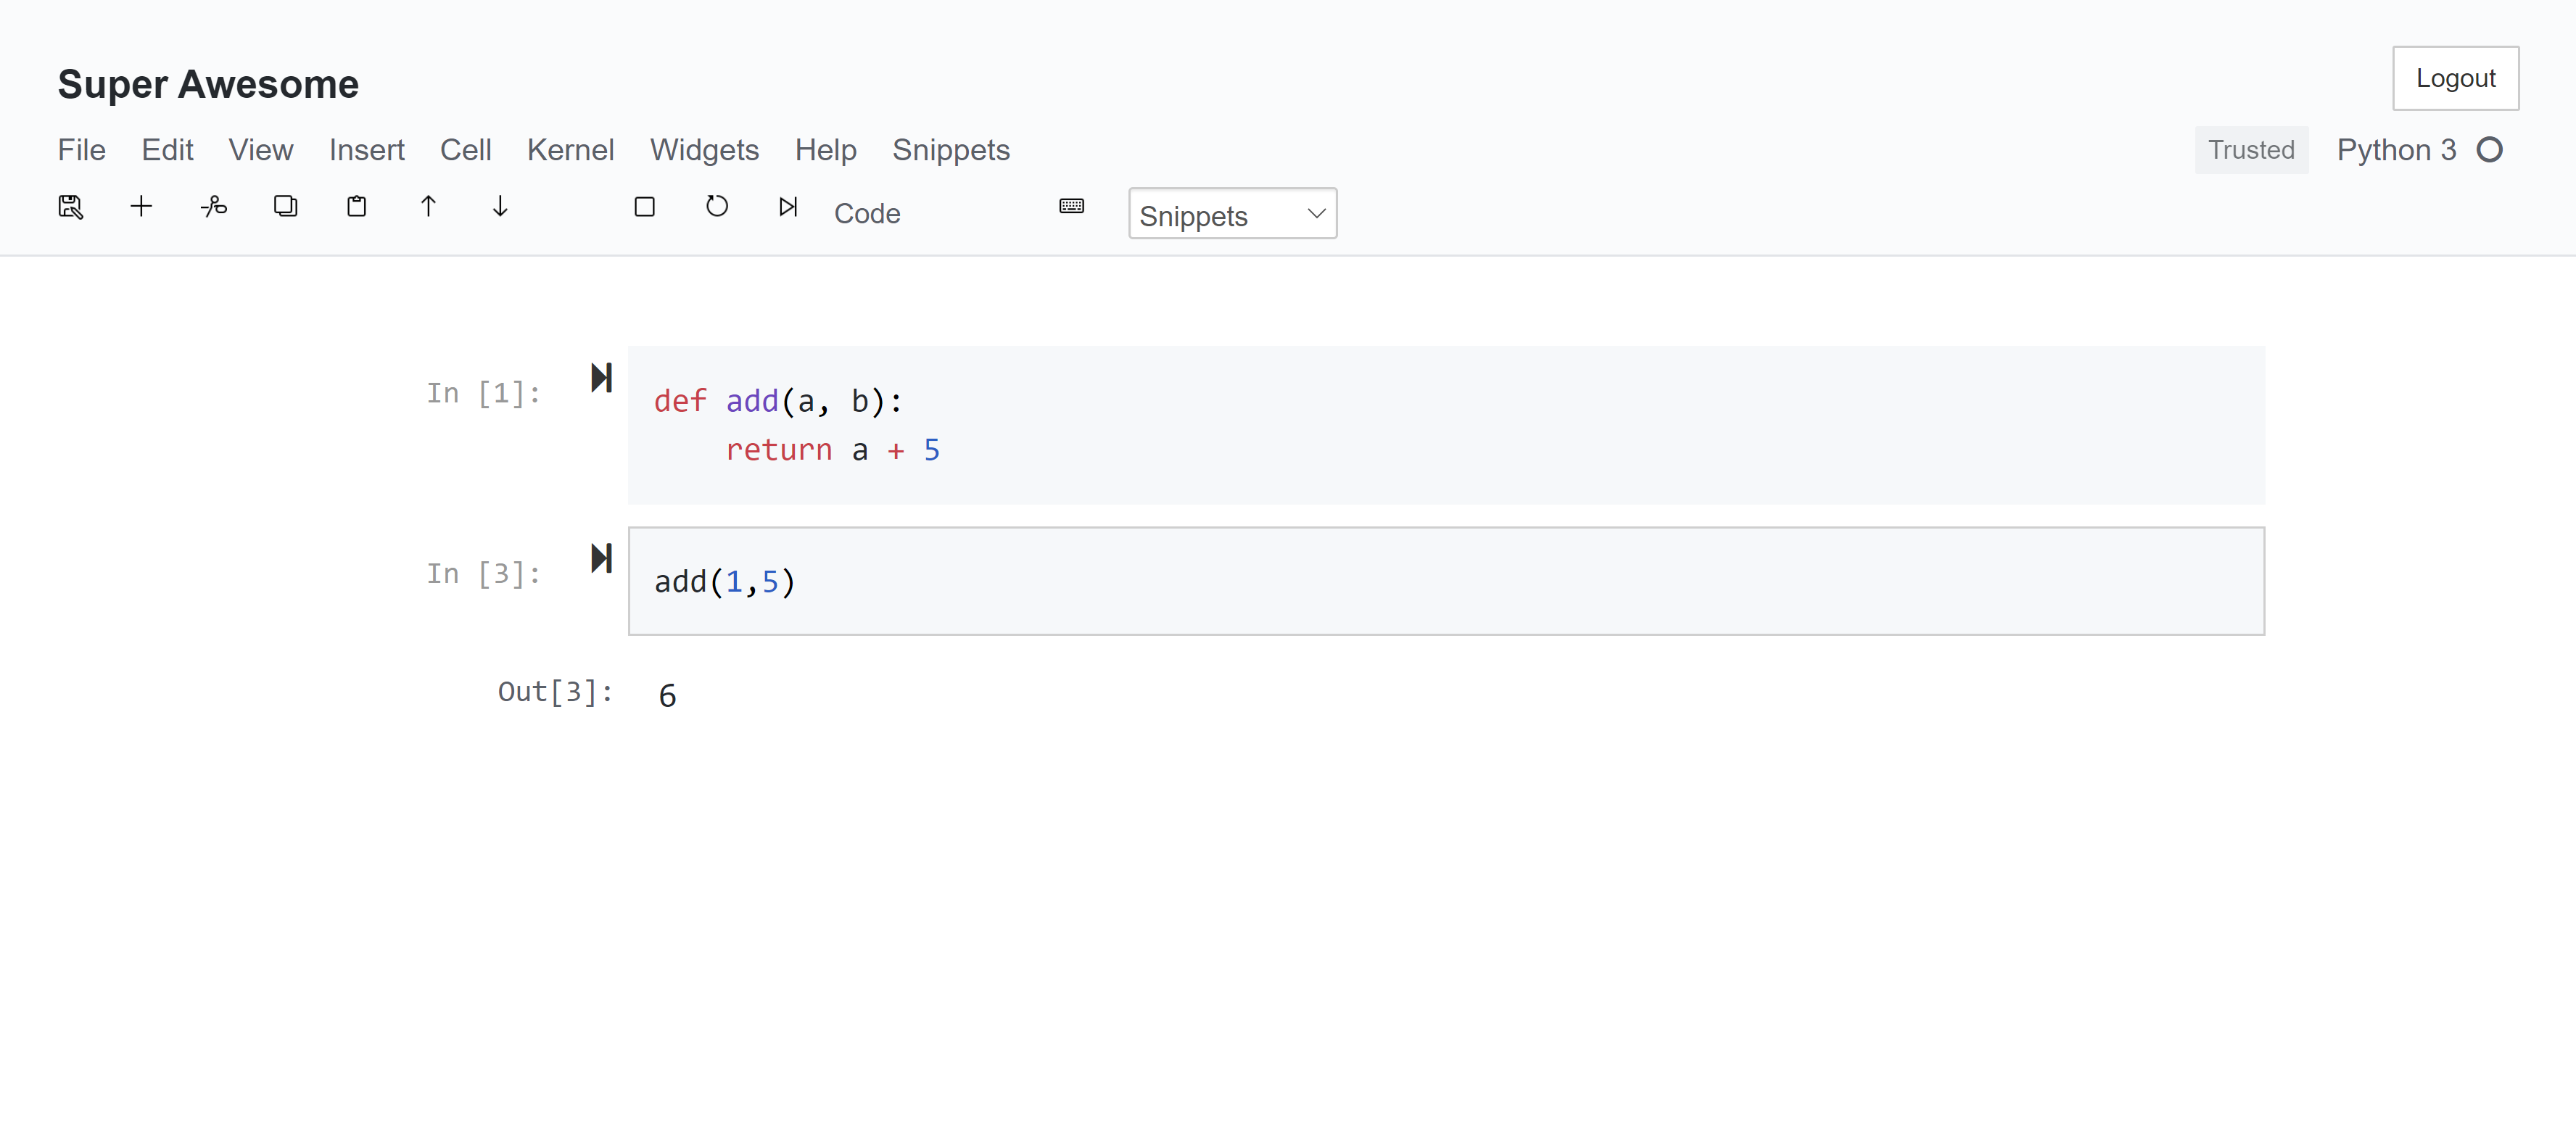 Super Awesome
Logout
File Edit View Insert Cell Kernel Widgets Help Snippets
Trusted Python 3
Code
Snippets
In [1]:
def add(a, b):
    return a + 5
In [3]:
add(1,5)
Out[3]:
6